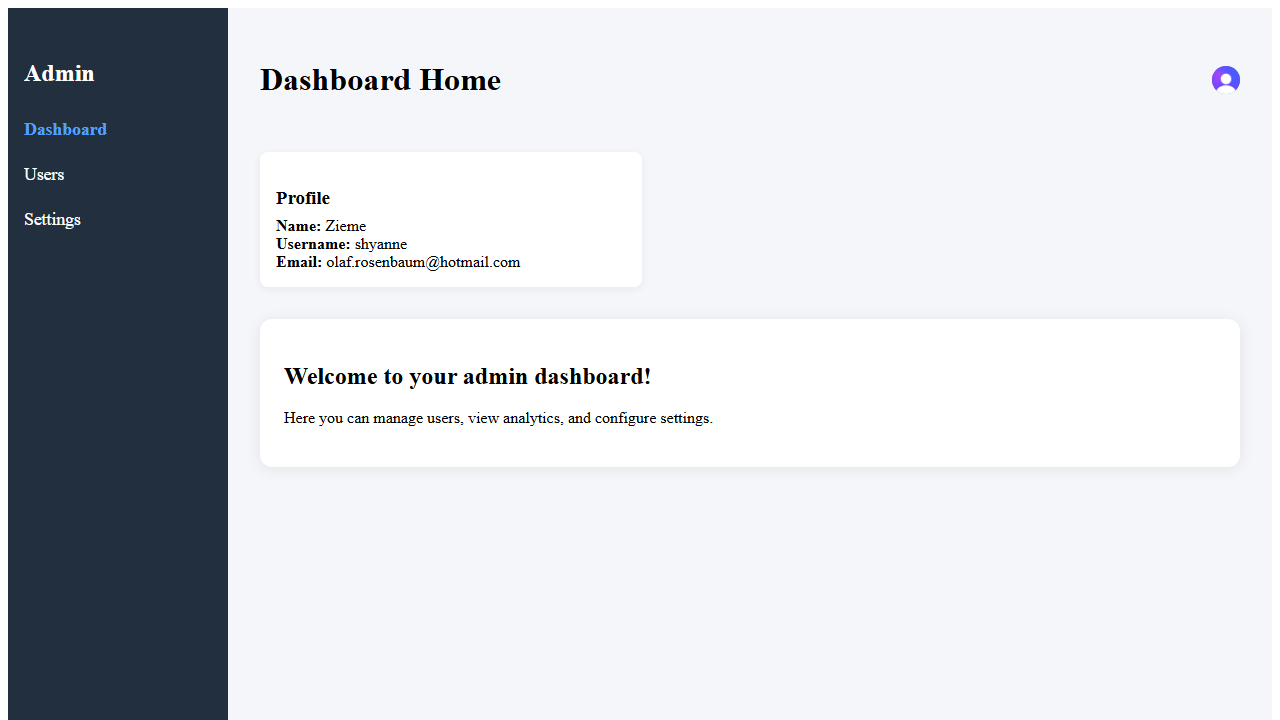 Admin
Dashboard
Users
Settings
Dashboard Home
Profile
Name: Zieme
Username: shyanne
Email: olaf.rosenbaum@hotmail.com
Welcome to your admin dashboard!
Here you can manage users, view analytics, and configure settings.